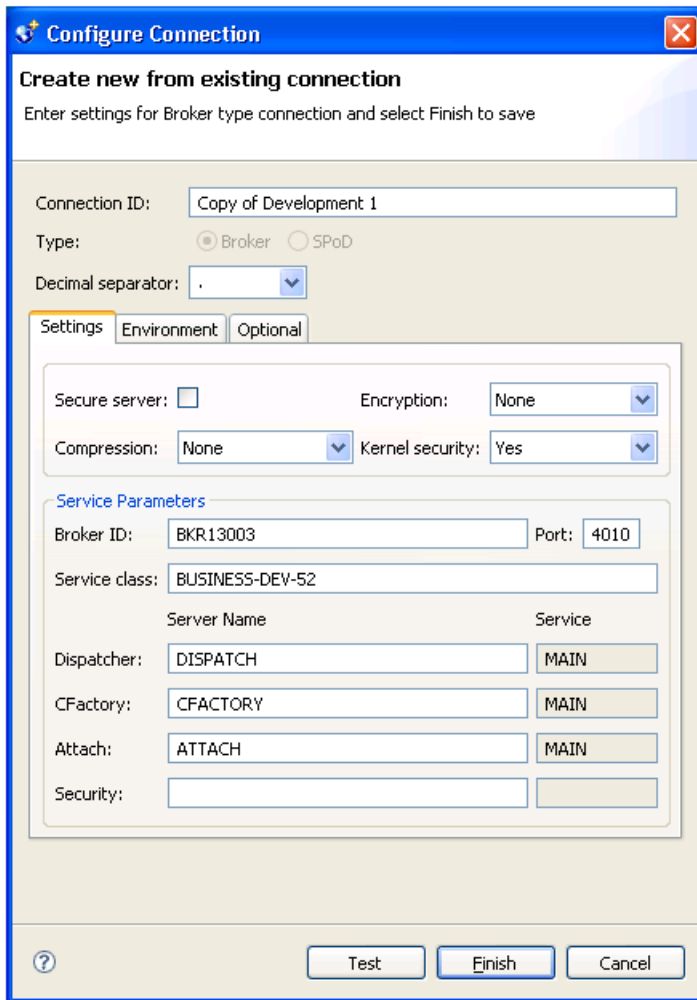 Configure Connection
Create new from existing connection
Enter settings for Broker type connection and select Finish to save
Connection ID: Copy of Development 1
Type: Broker SPoD
Decimal separator: .
Settings Environment Optional
Secure server: Encryption: None
Compression: None Kernel security: Yes
Service Parameters
Broker ID: BKR13003 Port: 4010
Service class: BUSINESS-DEV-52
Server Name Service
Dispatcher: DISPATCH MAIN
CFactory: CFACTORY MAIN
Attach: ATTACH MAIN
Security:
? Test Finish Cancel